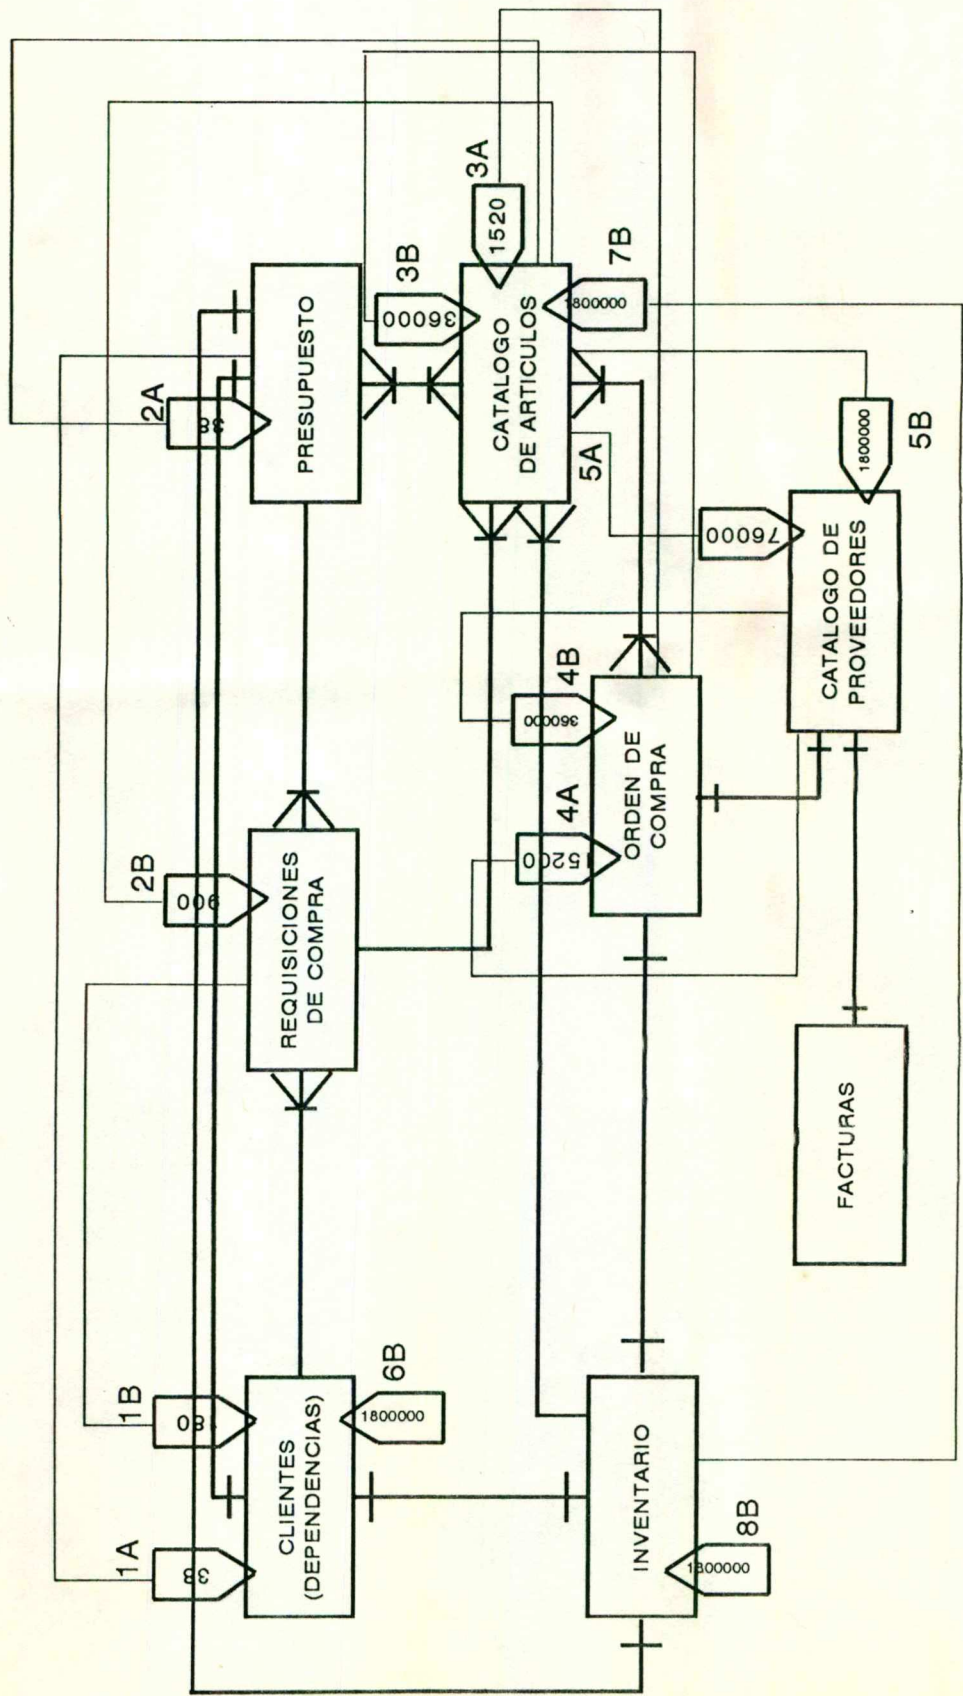 1A
38
1B
180
CLIENTES
(DEPENDENCIAS)
6B
1800000
2B
900
REQUISICIONES
DE COMPRA
2A
38
PRESUPUESTO
3B
36000
3A
1520
CATALOGO
DE ARTICULOS
7B
1800000
5A
76000
5B
1800000
CATALOGO DE
PROVEEDORES
4A
15200
4B
360000
ORDEN DE
COMPRA
INVENTARIO
8B
1800000
FACTURAS